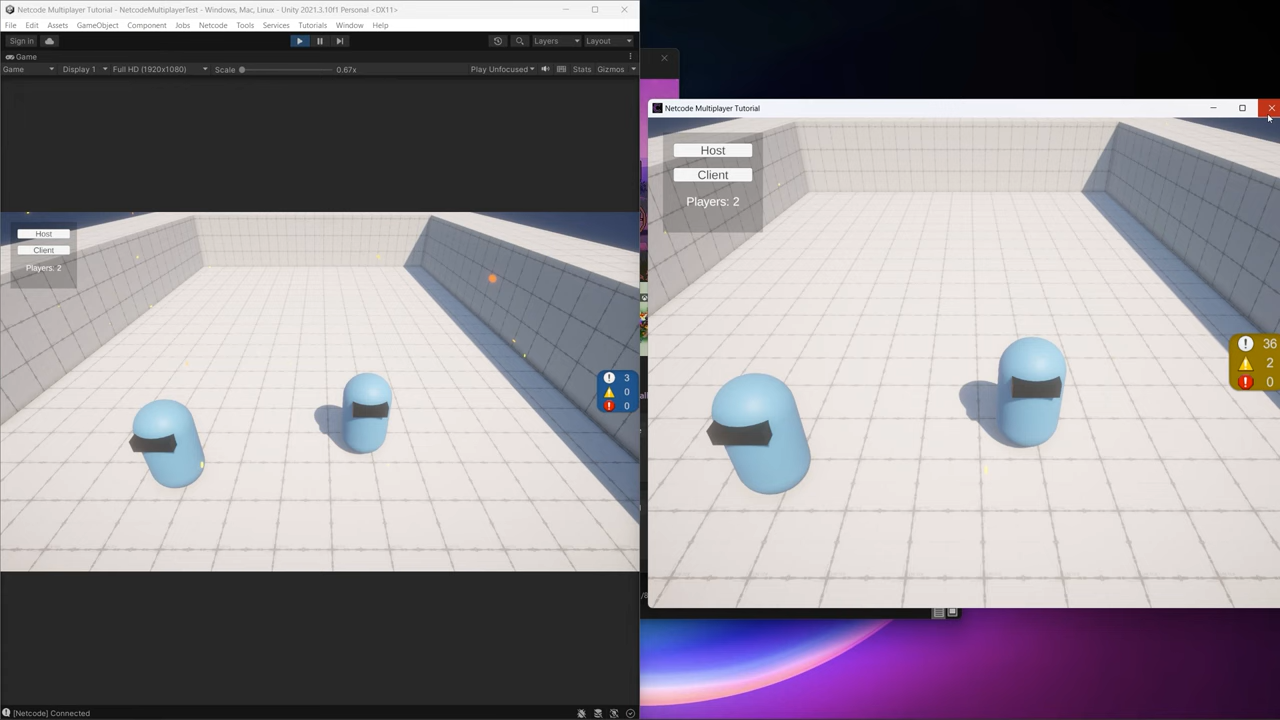 Netcode Multiplayer Tutorial - NetcodeMultiplayerTest - Windows, Mac, Linux - Unity 2021.3.10f1 Personal <DX11>
File Edit Assets GameObject Component Jobs Netcode Tools Services Tutorials Window Help
Sign in
Layers Layout
Game
Game Display 1 Full HD (1920x1080) Scale 0.67x Play Unfocused Stats Gizmos
Host
Client
Players: 2
3
0
0
[Netcode] Connected
Netcode Multiplayer Tutorial
Host
Client
Players: 2
36
2
0